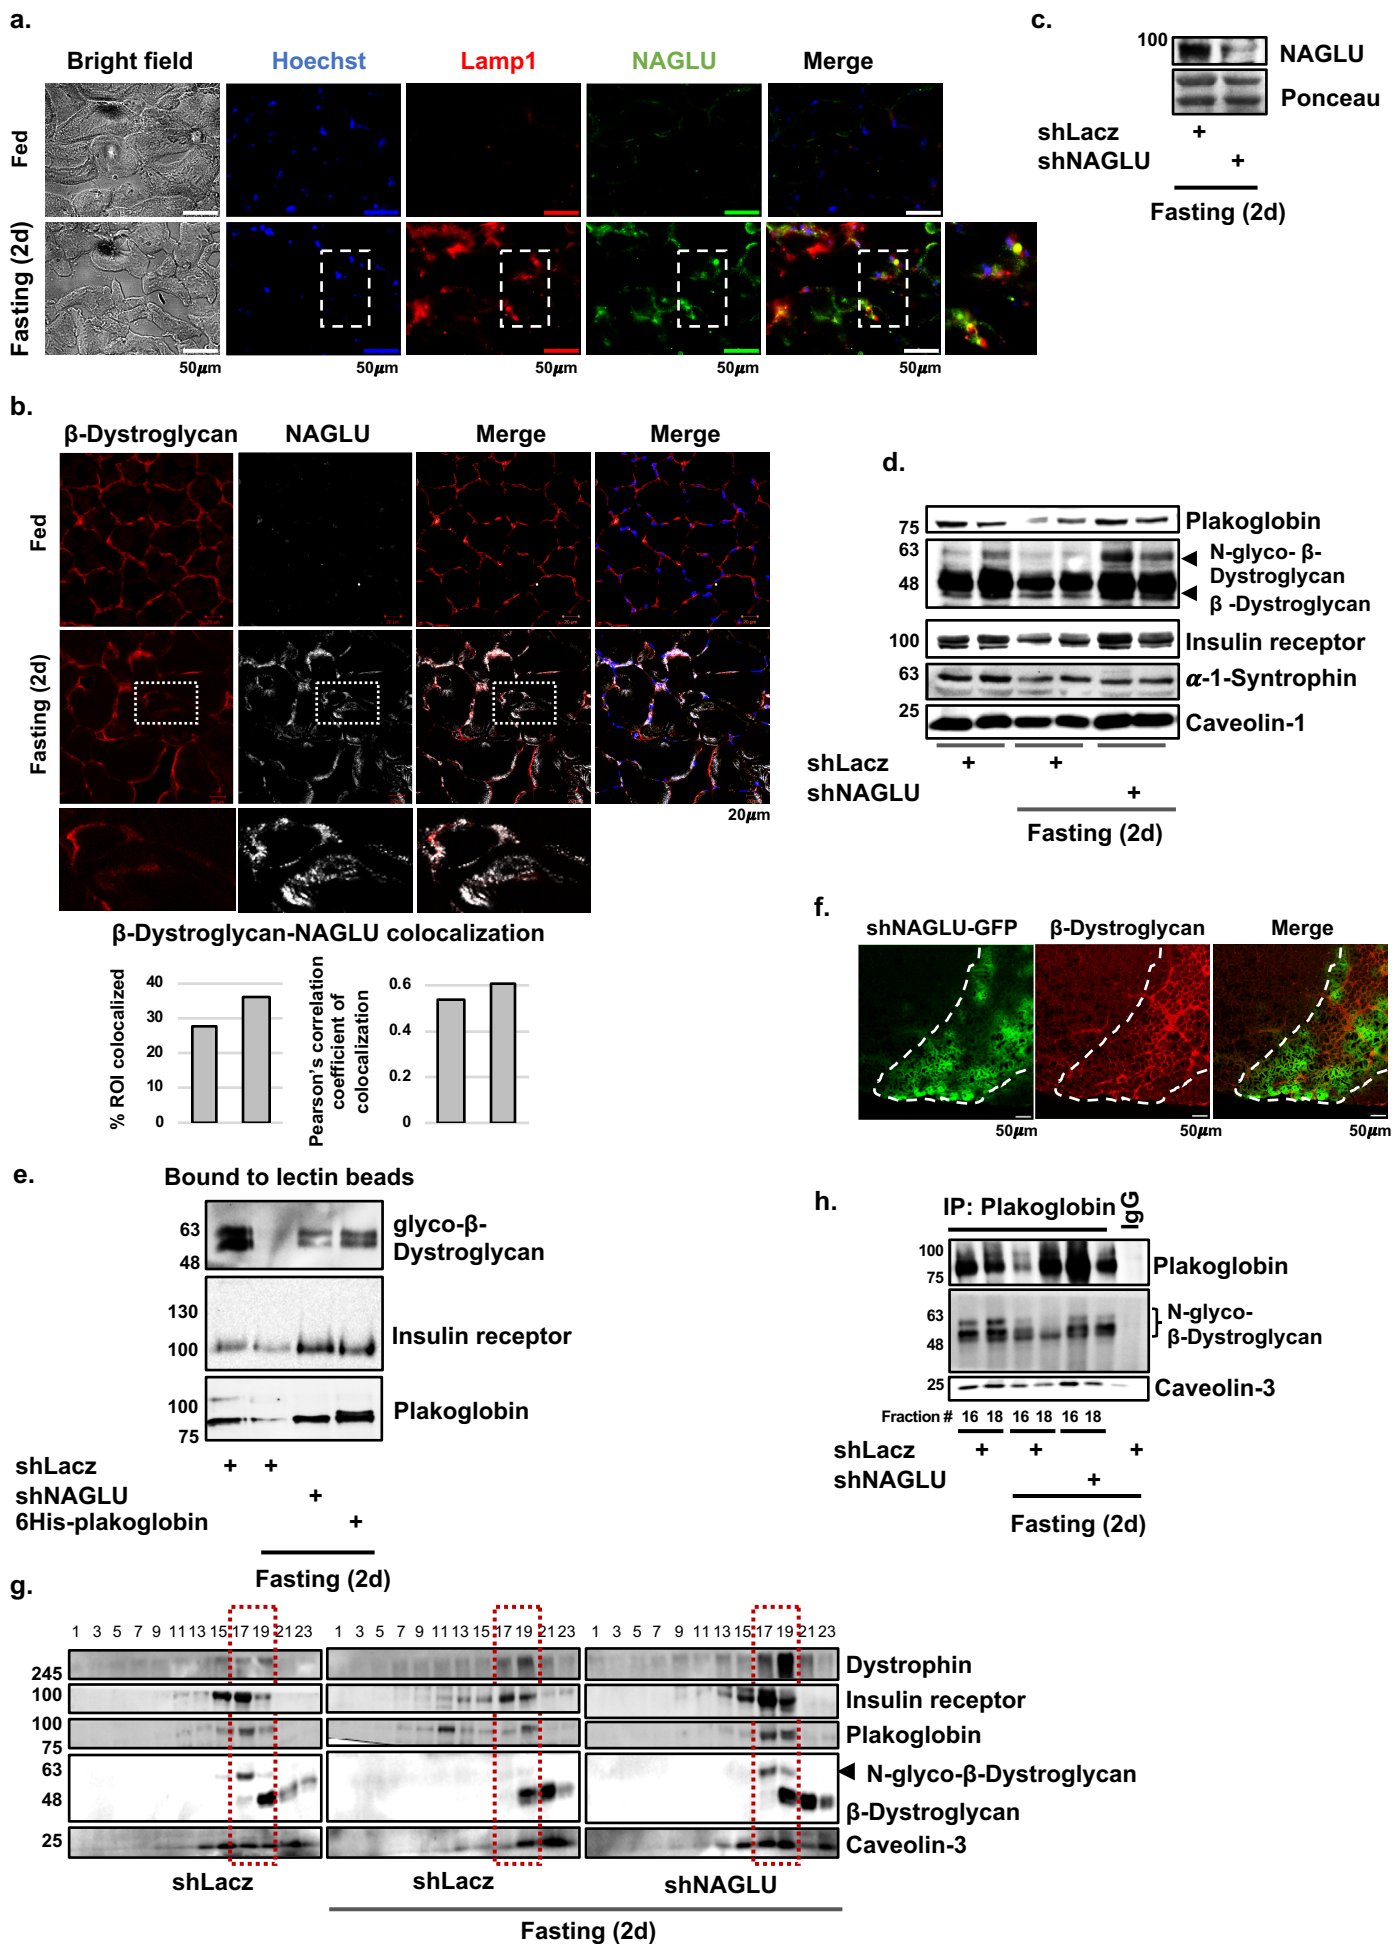 a.
Bright field Hoechst Lamp1 NAGLU Merge
Fed
Fasting (2d)
50µm 50µm 50µm 50µm 50µm
b.
β-Dystroglycan NAGLU Merge Merge
Fed
Fasting (2d)
20µm
β-Dystroglycan-NAGLU colocalization
% ROI colocalized
40
30
20
10
0
Pearson's correlation
coefficient of
colocalization
0.6
0.4
0.2
0
c.
100
NAGLU
Ponceau
shLacz +
shNAGLU +
Fasting (2d)
d.
75 Plakoglobin
63 N-glyco- β-
Dystroglycan
48
β -Dystroglycan
100 Insulin receptor
63 α-1-Syntrophin
25 Caveolin-1
shLacz + +
shNAGLU +
Fasting (2d)
e.
Bound to lectin beads
63 glyco-β-
Dystroglycan
48
130
Insulin receptor
100
100
Plakoglobin
75
shLacz + +
shNAGLU +
6His-plakoglobin +
Fasting (2d)
f.
shNAGLU-GFP β-Dystroglycan Merge
50µm 50µm 50µm
g.
1 3 5 7 9 11 13 15 17 19 21 23 1 3 5 7 9 11 13 15 17 19 21 23 1 3 5 7 9 11 13 15 17 19 21 23
245 Dystrophin
100 Insulin receptor
100 Plakoglobin
75
63 N-glyco-β-Dystroglycan
48 β-Dystroglycan
25 Caveolin-3
shLacz shLacz shNAGLU
Fasting (2d)
h.
IP: Plakoglobin IgG
100
Plakoglobin
75
63 N-glyco-
β-Dystroglycan
48
25 Caveolin-3
Fraction # 16 18 16 18 16 18
shLacz + + +
shNAGLU +
Fasting (2d)